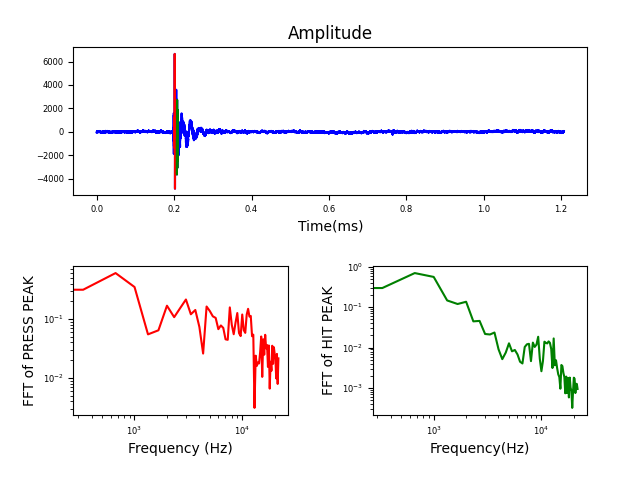 Amplitude
6000
4000
2000
0
−2000
−4000
0.0 0.2 0.4 0.6 0.8 1.0 1.2
Time(ms)
FFT of PRESS PEAK
10⁻¹
10⁻²
10³ 10⁴
Frequency (Hz)
FFT of HIT PEAK
10⁰
10⁻¹
10⁻²
10⁻³
10³ 10⁴
Frequency(Hz)